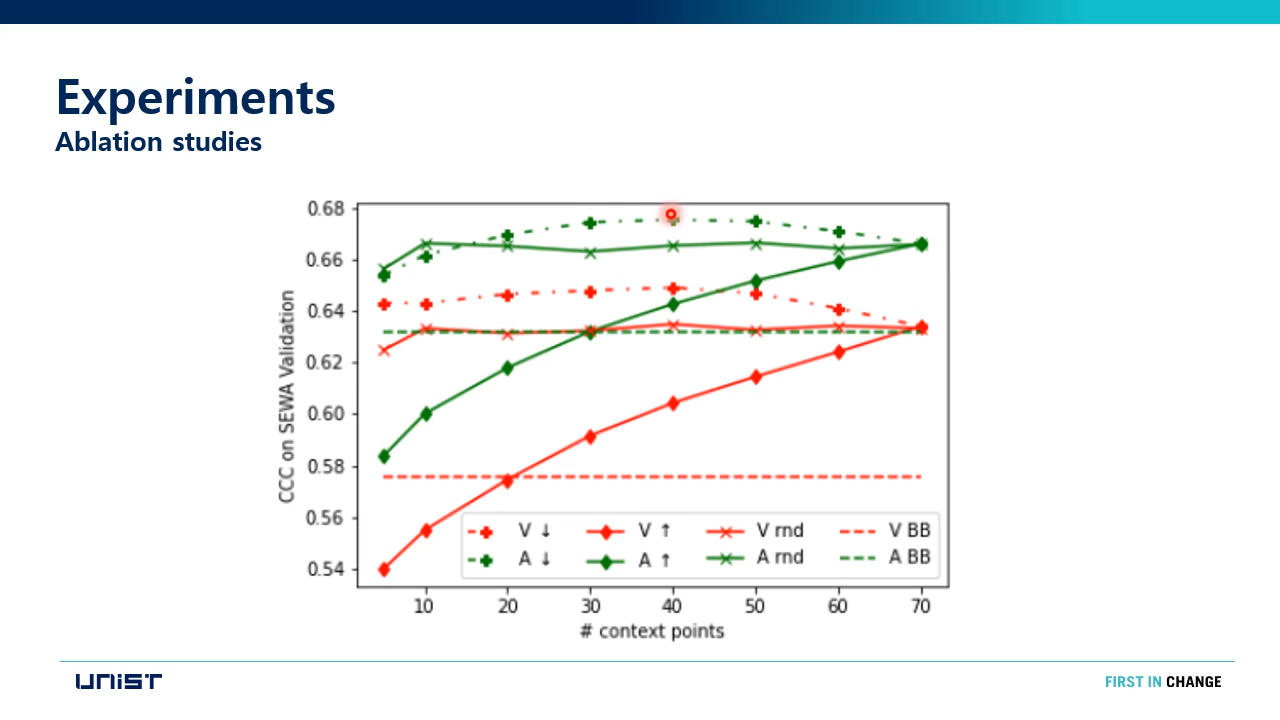 Experiments
Ablation studies
0.68
0.66
0.64
0.62
0.60
0.58
0.56
0.54
CCC on SEWA Validation
V ↓ V ↑ V rnd V BB
A ↓ A ↑ A rnd A BB
10 20 30 40 50 60 70
# context points
UNIST
FIRST IN CHANGE